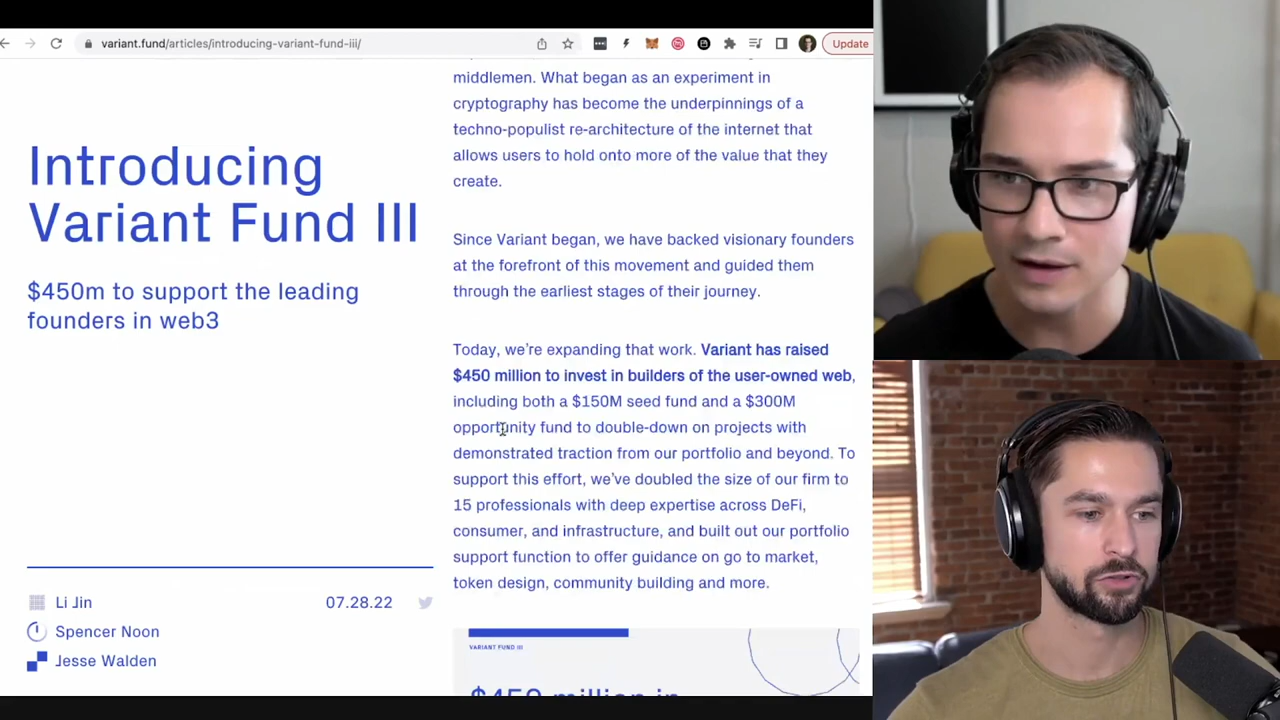 variant.fund/articles/introducing-variant-fund-iii/
Update
Introducing
Variant Fund III
$450m to support the leading
founders in web3
Li Jin
07.28.22
Spencer Noon
Jesse Walden
middlemen. What began as an experiment in
cryptography has become the underpinnings of a
techno-populist re-architecture of the internet that
allows users to hold onto more of the value that they
create.
Since Variant began, we have backed visionary founders
at the forefront of this movement and guided them
through the earliest stages of their journey.
Today, we’re expanding that work. Variant has raised
$450 million to invest in builders of the user-owned web,
including both a $150M seed fund and a $300M
opportunity fund to double-down on projects with
demonstrated traction from our portfolio and beyond. To
support this effort, we’ve doubled the size of our firm to
15 professionals with deep expertise across DeFi,
consumer, and infrastructure, and built out our portfolio
support function to offer guidance on go to market,
token design, community building and more.
VARIANT FUND III
$450 million in